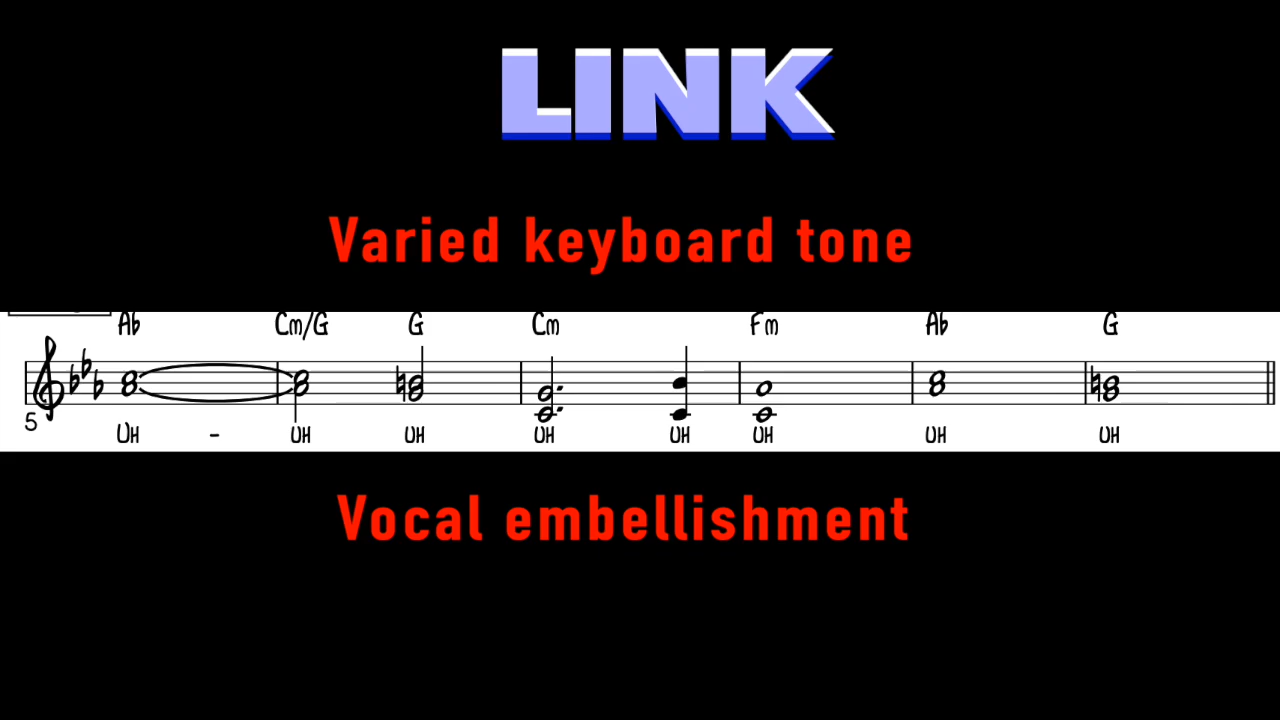 LINK
Varied keyboard tone
Ab Cm/G G Cm Fm Ab G
5
UH - UH UH UH UH UH UH UH
Vocal embellishment